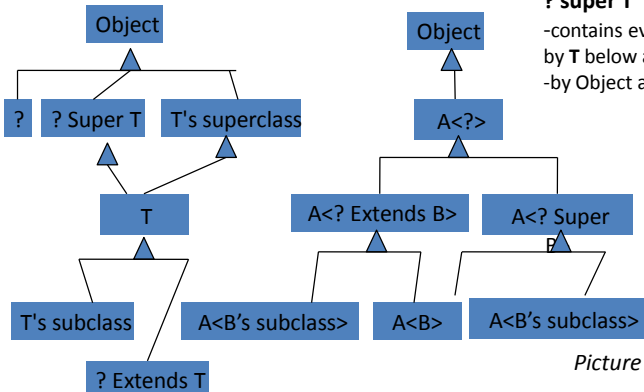 Object
Object
? super T
-contains ev
by T below a
-by Object a
?
? Super T
T's superclass
A<?>
T
A<? Extends B>
A<? Super
T's subclass
A<B’s subclass>
A<B>
A<B’s subclass>
? Extends T
Picture